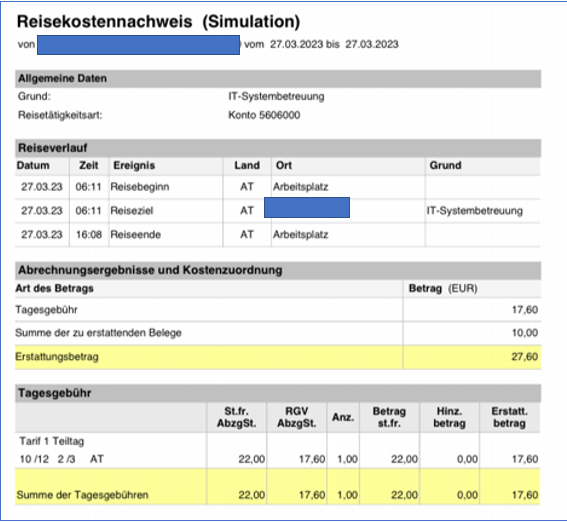 Reisekostennachweis (Simulation)
von ) vom 27.03.2023 bis 27.03.2023
Allgemeine Daten
Grund: IT-Systembetreuung
Reisetätigkeitsart: Konto 5606000
Reiseverlauf
Datum Zeit Ereignis Land Ort Grund
27.03.23 06:11 Reisebeginn AT Arbeitsplatz
27.03.23 06:11 Reiseziel AT IT-Systembetreuung
27.03.23 16:08 Reiseende AT Arbeitsplatz
Abrechnungsergebnisse und Kostenzuordnung
Art des Betrags Betrag (EUR)
Tagesgebühr 17,60
Summe der zu erstattenden Belege 10,00
Erstattungsbetrag 27,60
Tagesgebühr
St.fr. RGV Anz. Betrag Hinz. Erstatt.
AbzgSt. AbzgSt. st.fr. betrag betrag
Tarif 1 Teiltag
10 /12 2 /3 AT 22,00 17,60 1,00 22,00 0,00 17,60
Summe der Tagesgebühren 22,00 17,60 1,00 22,00 0,00 17,60